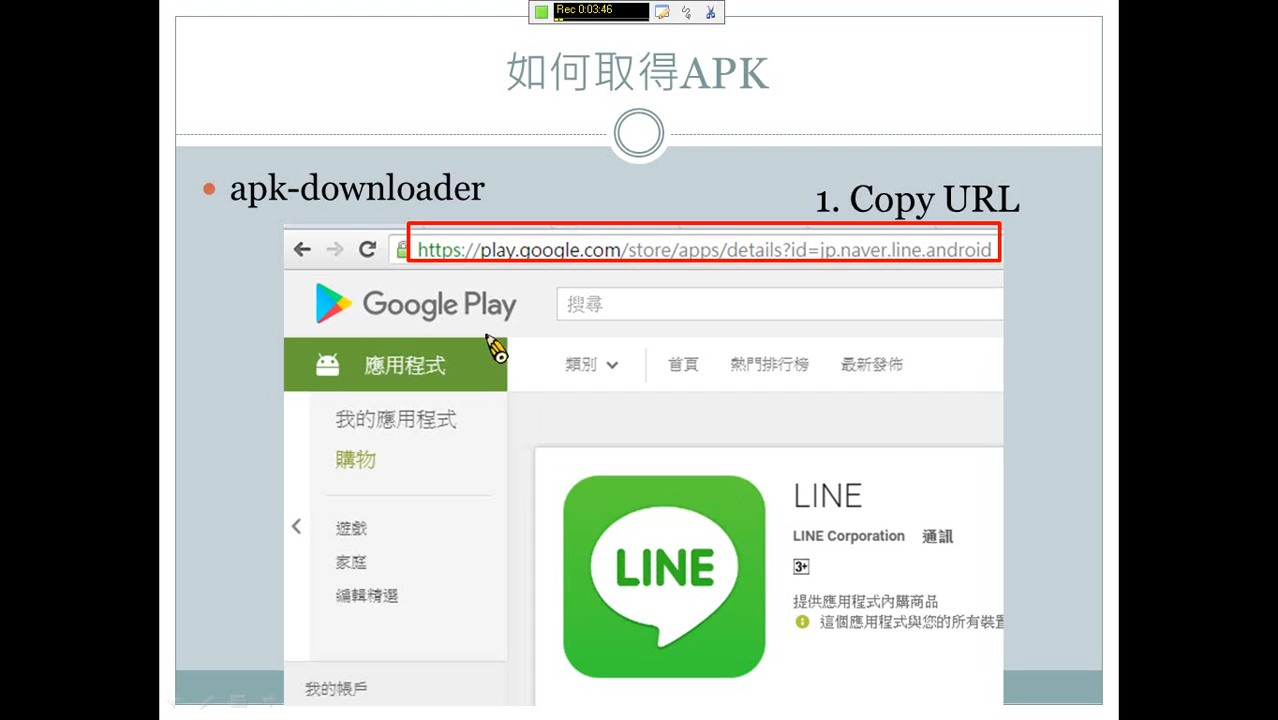 Rec 0:03:46
如何取得APK
apk-downloader
1. Copy URL
https://play.google.com/store/apps/details?id=jp.naver.line.android
Google Play
搜尋
應用程式
類別
首頁
熱門排行榜
最新發佈
我的應用程式
購物
遊戲
家庭
編輯精選
我的帳戶
LINE
LINE
LINE Corporation 通訊
3+
提供應用程式內購商品
這個應用程式與您的所有裝置